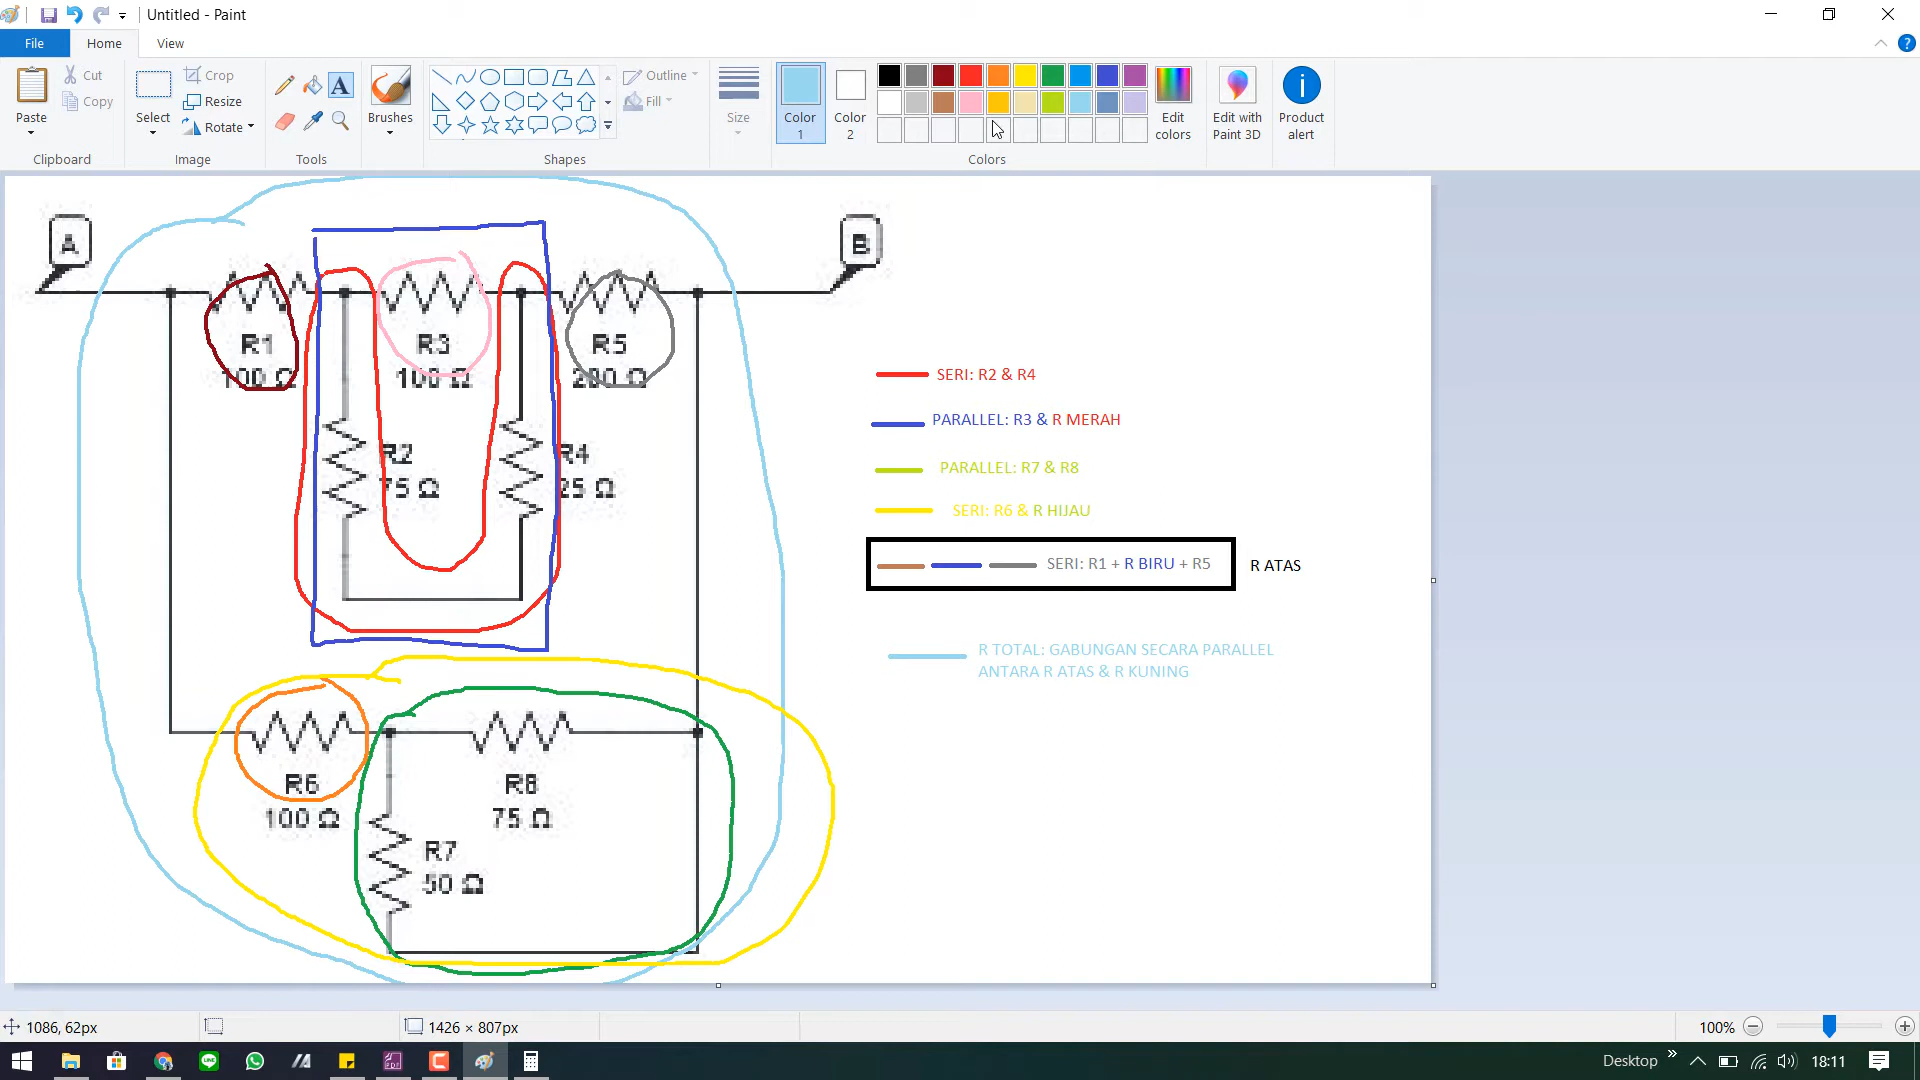 Untitled - Paint
File
Home
View
Paste
Cut
Copy
Clipboard
Select
Crop
Resize
Rotate
Image
Tools
Brushes
Outline
Fill
Shapes
Size
Color
1
Color
2
Edit
colors
Colors
Edit with
Paint 3D
Product
alert
A
B
R1
100 Ω
R3
100 Ω
R5
200 Ω
R2
75 Ω
R4
25 Ω
R6
100 Ω
R8
75 Ω
R7
50 Ω
SERI: R2 & R4
PARALLEL: R3 & R MERAH
PARALLEL: R7 & R8
SERI: R6 & R HIJAU
SERI: R1 + R BIRU + R5
R ATAS
R TOTAL: GABUNGAN SECARA PARALLEL
ANTARA R ATAS & R KUNING
1086, 62px
1426 × 807px
100%
Desktop
18:11